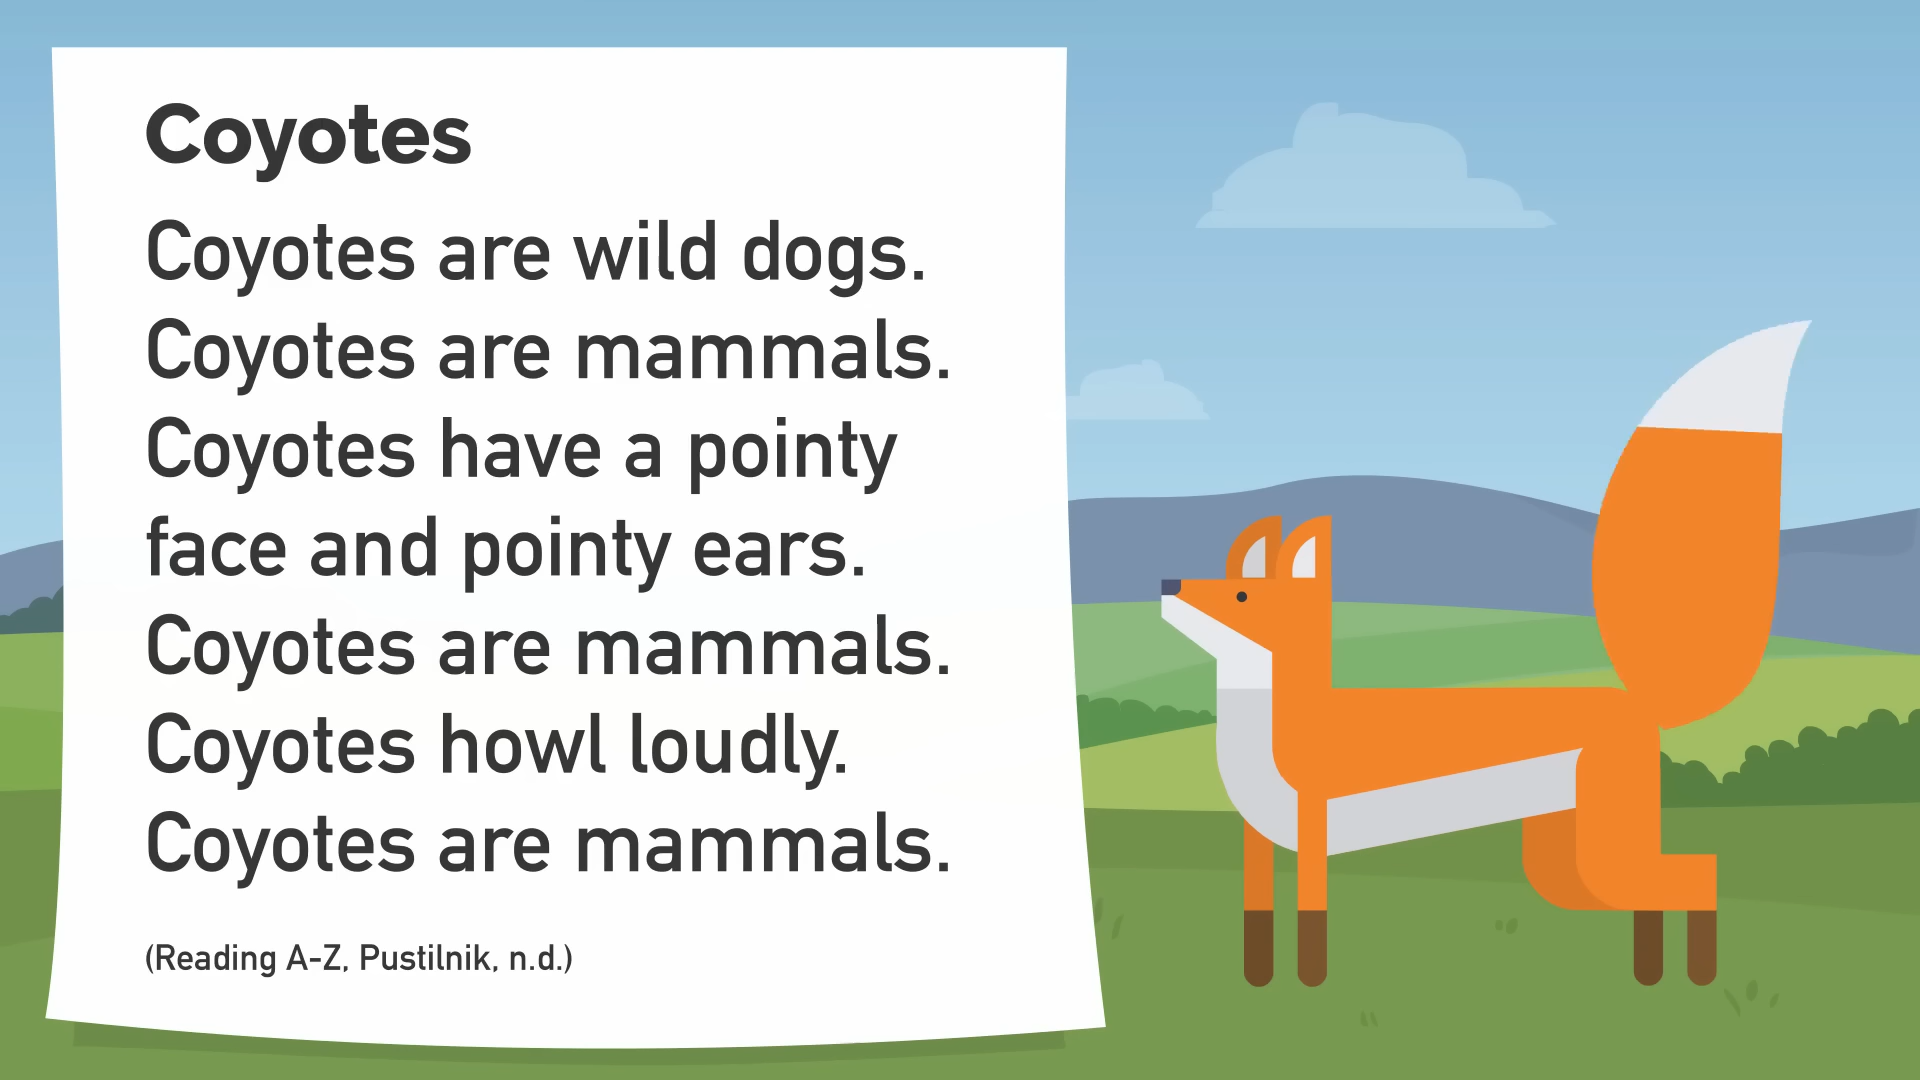 Coyotes
Coyotes are wild dogs.
Coyotes are mammals.
Coyotes have a pointy
face and pointy ears.
Coyotes are mammals.
Coyotes howl loudly.
Coyotes are mammals.
(Reading A-Z, Pustilnik, n.d.)